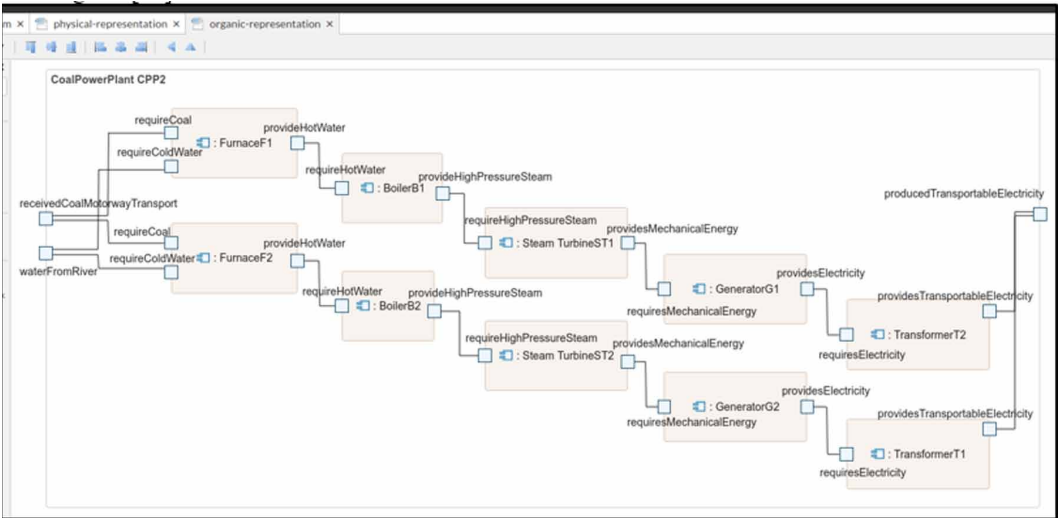 m ×
physical-representation ×
organic-representation ×
CoalPowerPlant CPP2
requireCoal
requireColdWater
: FurnaceF1
provideHotWater
requireHotWater
: BoilerB1
provideHighPressureSteam
receivedCoalMotorwayTransport
waterFromRiver
requireCoal
requireColdWater
: FurnaceF2
provideHotWater
requireHotWater
: BoilerB2
provideHighPressureSteam
requireHighPressureSteam
: Steam TurbineST1
providesMechanicalEnergy
requireHighPressureSteam
: Steam TurbineST2
providesMechanicalEnergy
: GeneratorG1
requiresMechanicalEnergy
providesElectricity
: GeneratorG2
requiresMechanicalEnergy
providesElectricity
producedTransportableElectricity
providesTransportableElectricity
: TransformerT2
requiresElectricity
providesTransportableElectricity
: TransformerT1
requiresElectricity